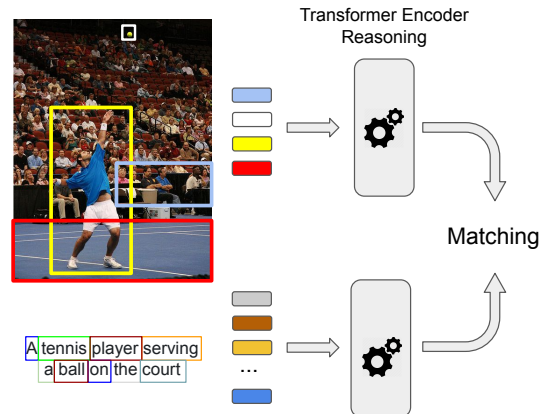 Transformer Encoder
Reasoning
Matching
A tennis player serving
a ball on the court
...